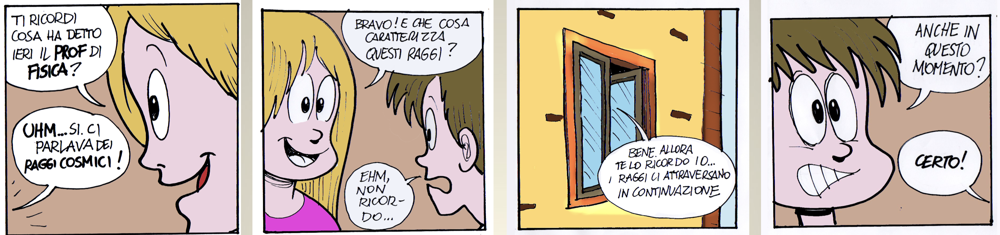 TI RICORDI
COSA HA DETTO
IERI IL PROF DI
FISICA?
UHM... SI. CI
PARLAVA DEI
RAGGI COSMICI!
BRAVO! E CHE COSA
CARATTERIZZA
QUESTI RAGGI?
EHM,
NON
RICOR-
DO...
BENE. ALLORA
TE LO RICORDO IO...
I RAGGI CI ATTRAVERSANO
IN CONTINUAZIONE
ANCHE IN
QUESTO
MOMENTO?
CERTO!